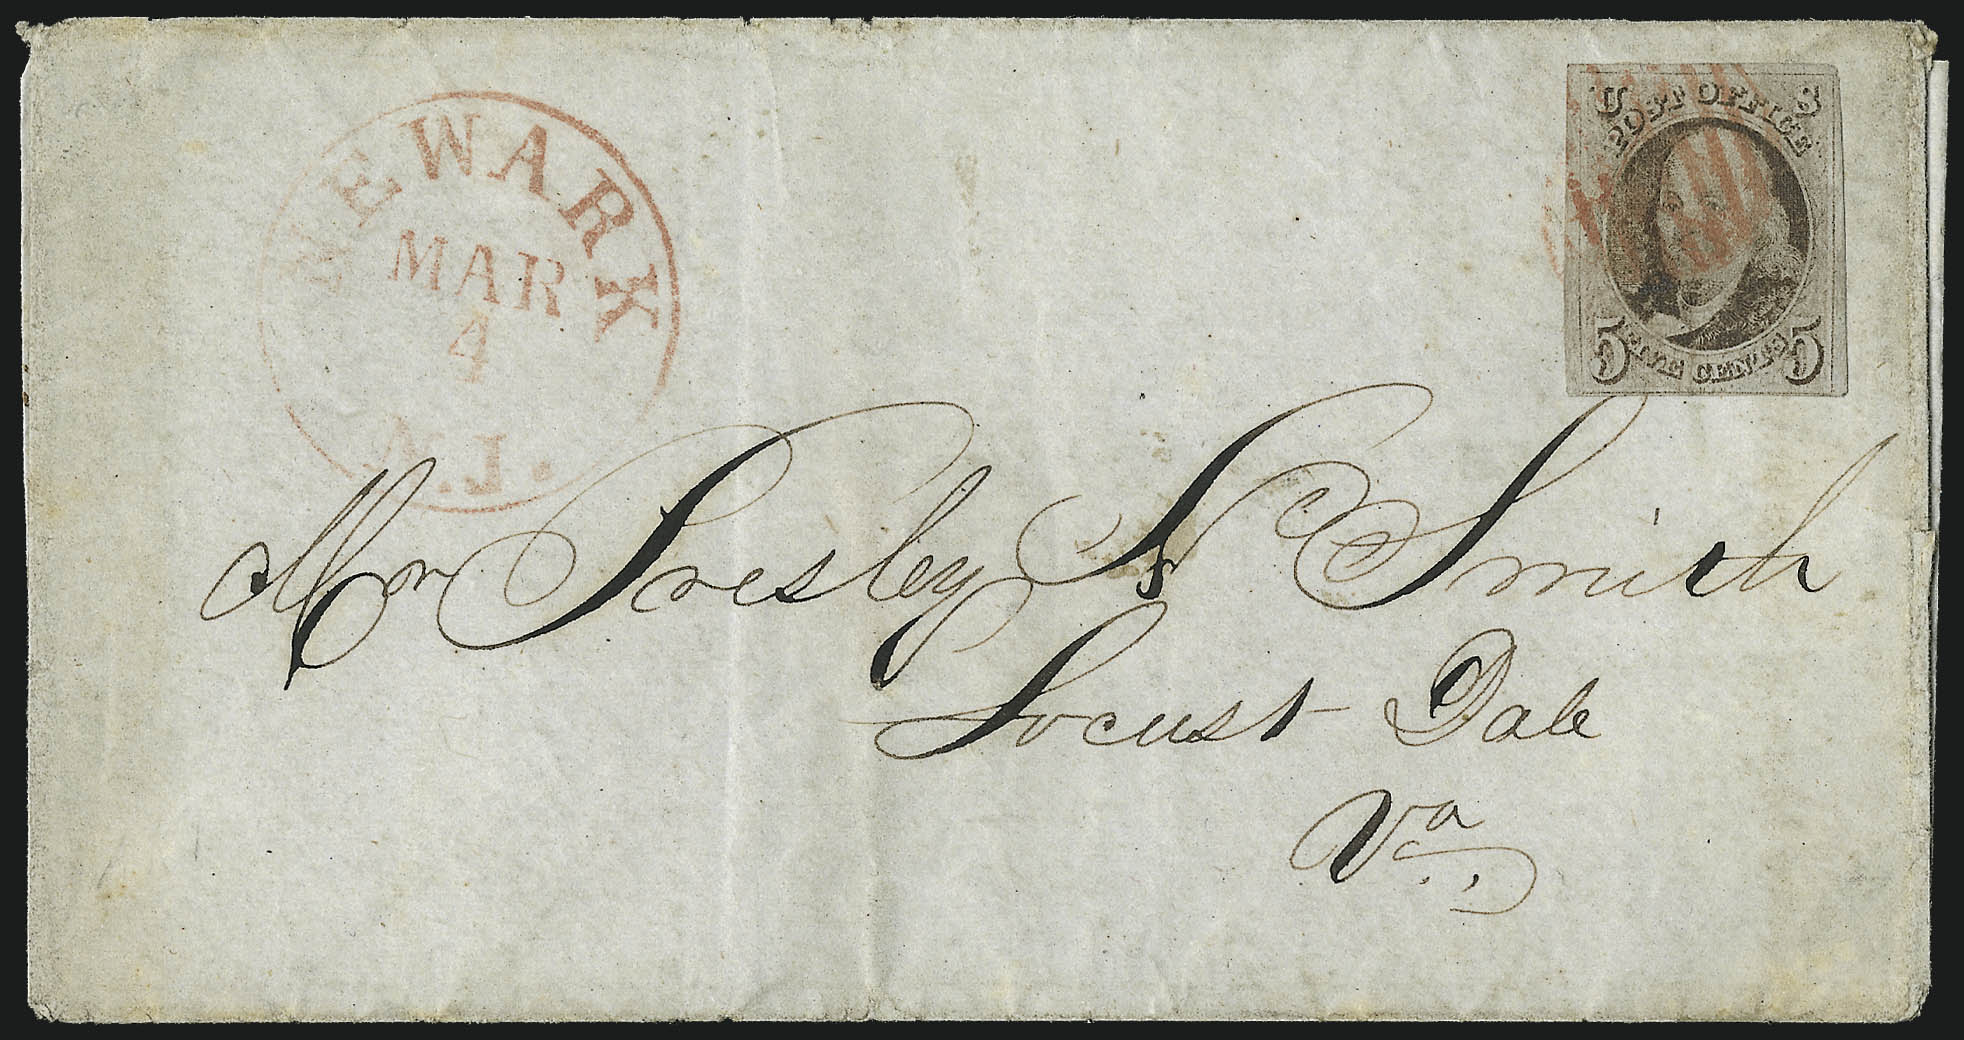 NEWARK
MAR
4
N.J.
U S
POST OFFICE
FIVE CENTS
5 5
Mr Presley N Smith
Locust Dale
Va